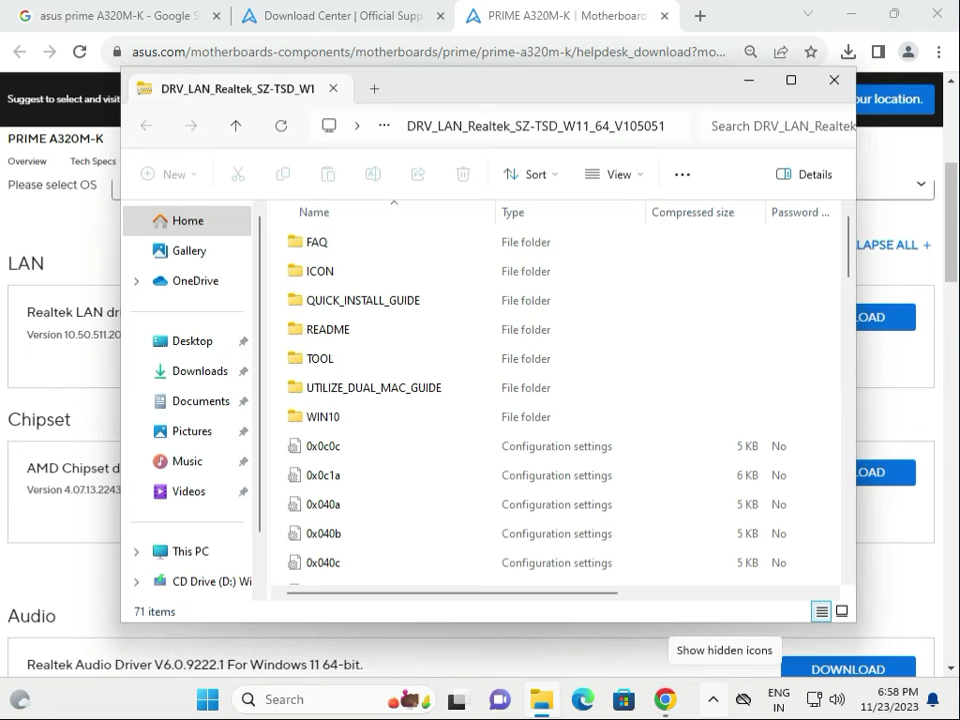 asus prime A320M-K - Google S
Download Center | Official Supp
PRIME A320M-K | Motherboard
asus.com/motherboards-components/motherboards/prime/prime-a320m-k/helpdesk_download?mo...
Suggest to select and visit
our location.
PRIME A320M-K
Overview
Tech Specs
Please select OS
LAPSE ALL +
LAN
Realtek LAN dri
Version 10.50.511.20
OAD
Chipset
AMD Chipset d
Version 4.07.13.2243
OAD
Audio
Realtek Audio Driver V6.0.9222.1 For Windows 11 64-bit.
DOWNLOAD
DRV_LAN_Realtek_SZ-TSD_W1
DRV_LAN_Realtek_SZ-TSD_W11_64_V105051
Search DRV_LAN_Realtek
New
Sort
View
Details
Home
Gallery
OneDrive
Desktop
Downloads
Documents
Pictures
Music
Videos
This PC
CD Drive (D:) Wi
Name Type Compressed size Password ...
FAQ File folder
ICON File folder
QUICK_INSTALL_GUIDE File folder
README File folder
TOOL File folder
UTILIZE_DUAL_MAC_GUIDE File folder
WIN10 File folder
0x0c0c Configuration settings 5 KB No
0x0c1a Configuration settings 6 KB No
0x040a Configuration settings 5 KB No
0x040b Configuration settings 5 KB No
0x040c Configuration settings 5 KB No
71 items
Show hidden icons
Search
ENG
IN
6:58 PM
11/23/2023